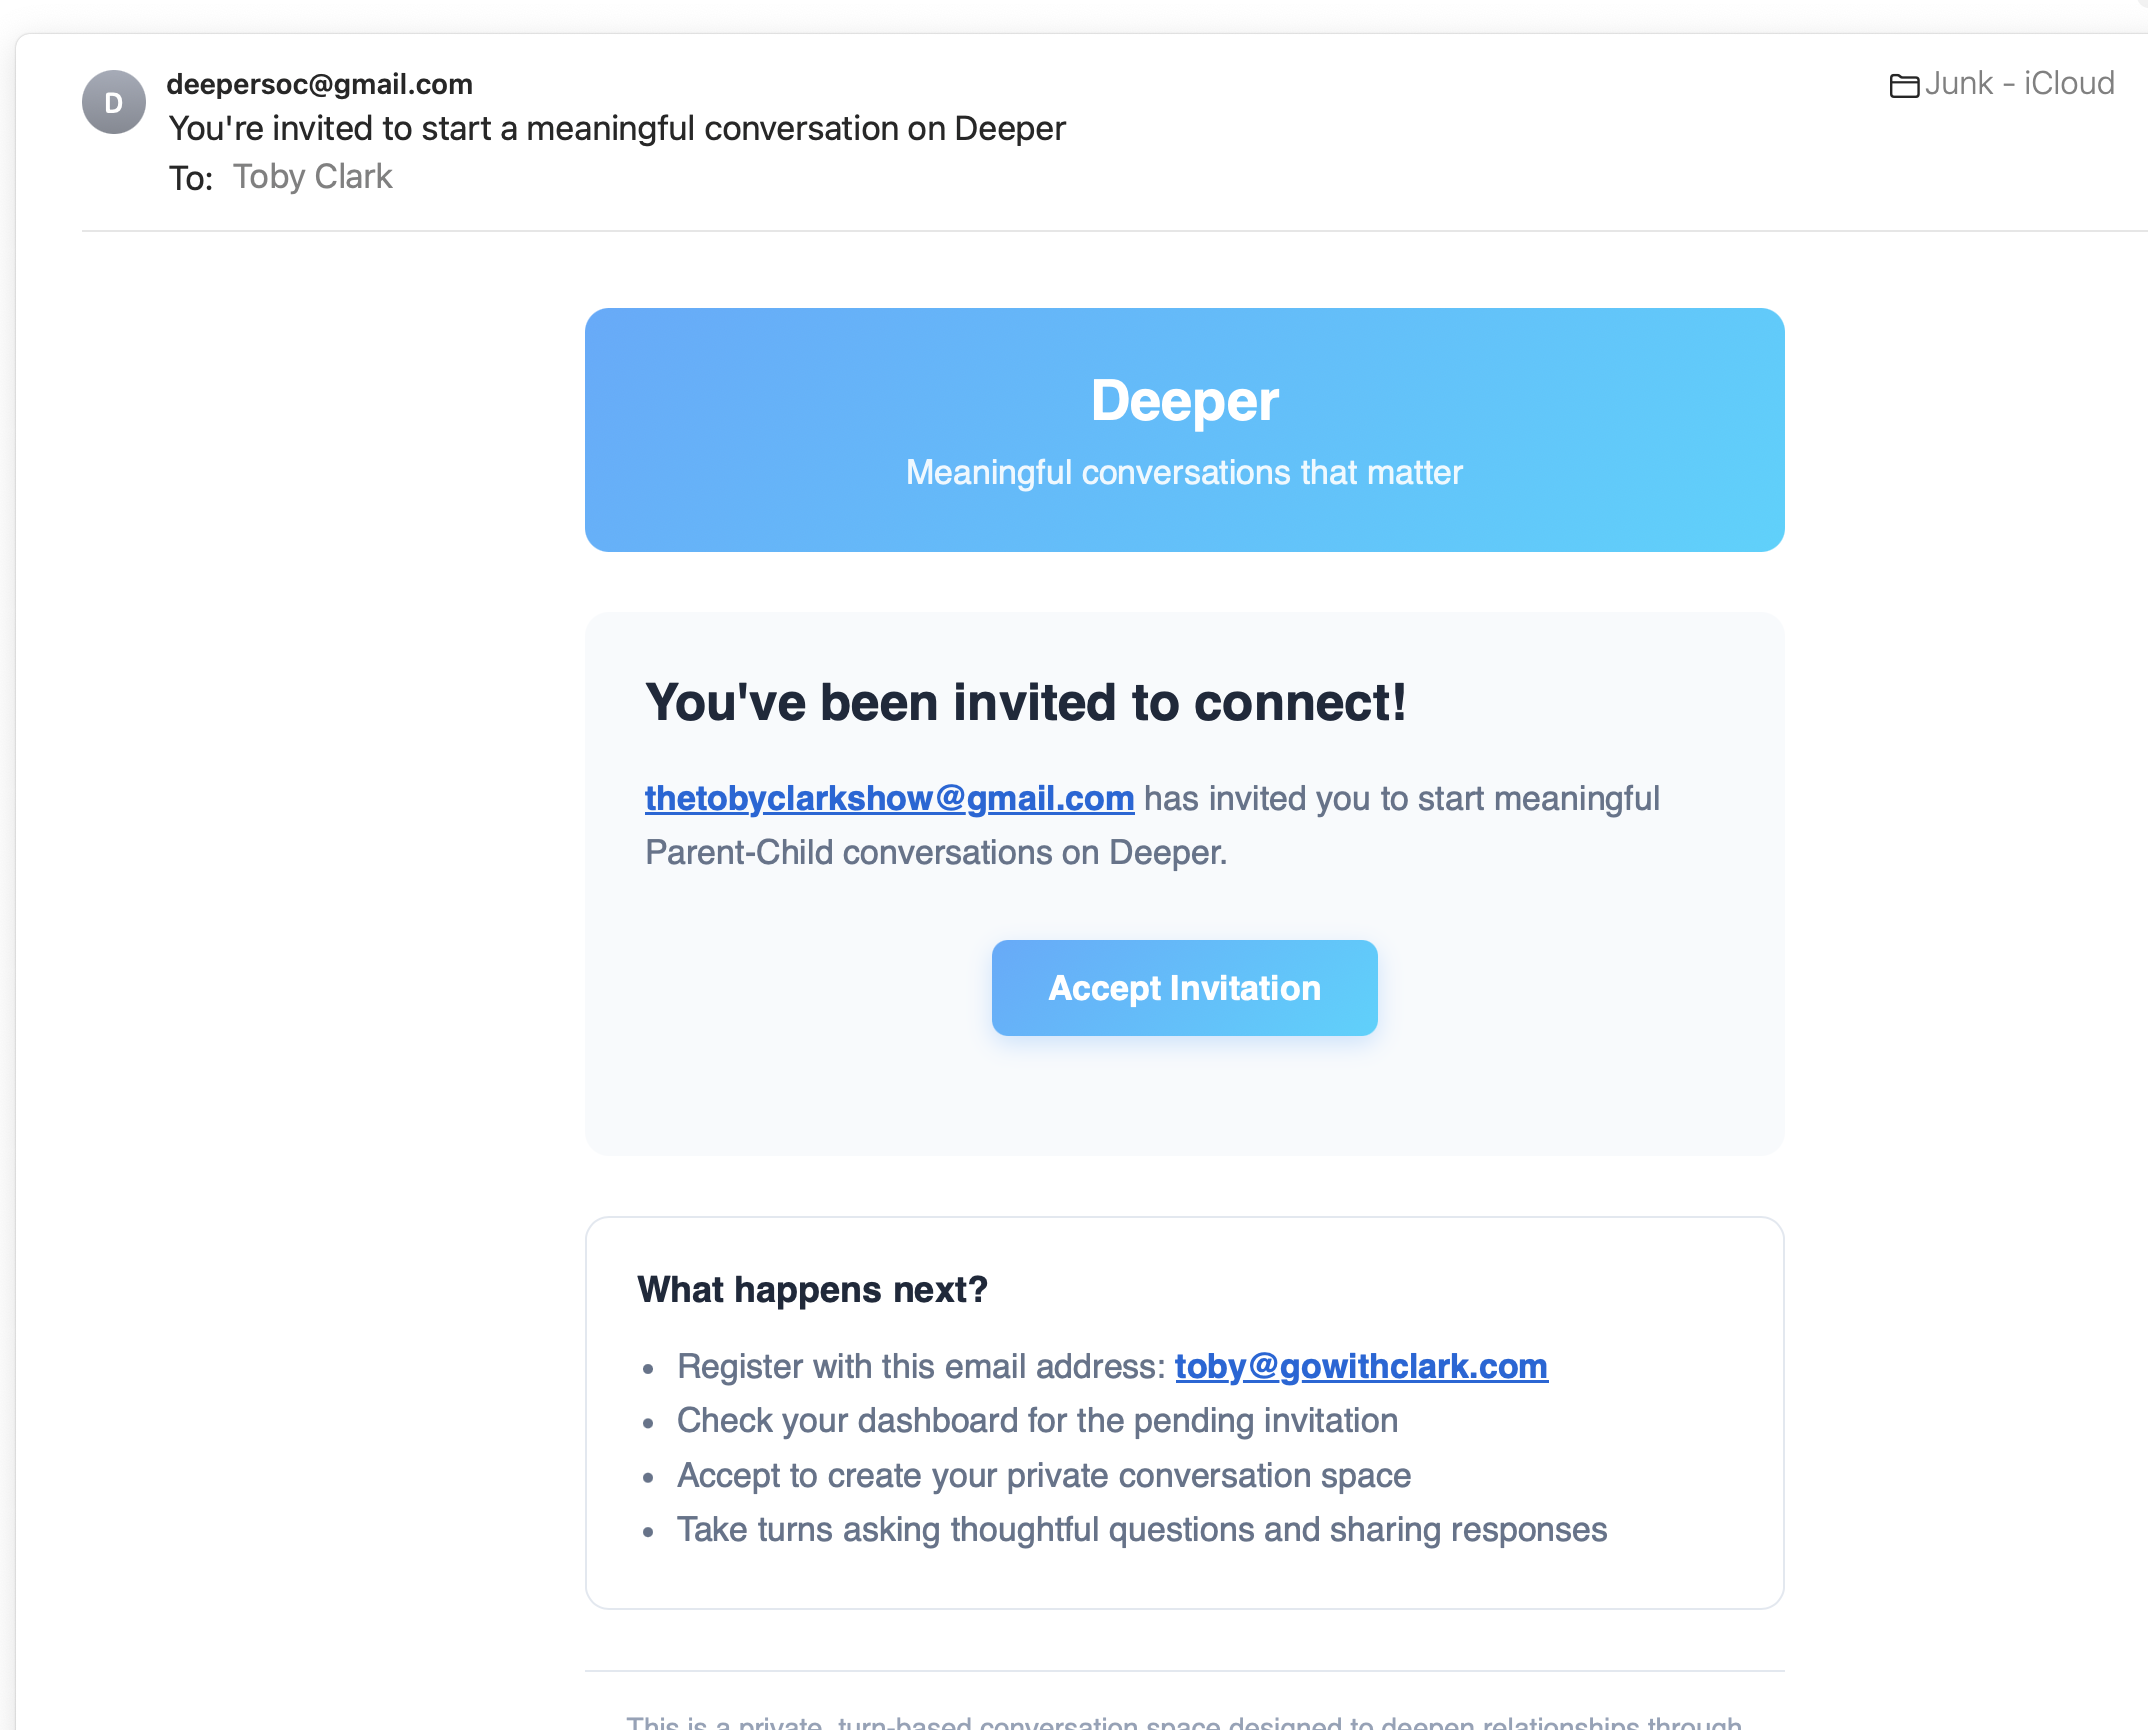 D
deepersoc@gmail.com
Junk - iCloud
You're invited to start a meaningful conversation on Deeper
To: Toby Clark
Deeper
Meaningful conversations that matter
You've been invited to connect!
thetobyclarkshow@gmail.com has invited you to start meaningful
Parent-Child conversations on Deeper.
Accept Invitation
What happens next?
• Register with this email address: toby@gowithclark.com
• Check your dashboard for the pending invitation
• Accept to create your private conversation space
• Take turns asking thoughtful questions and sharing responses
This is a private, turn-based conversation space designed to deepen relationships through